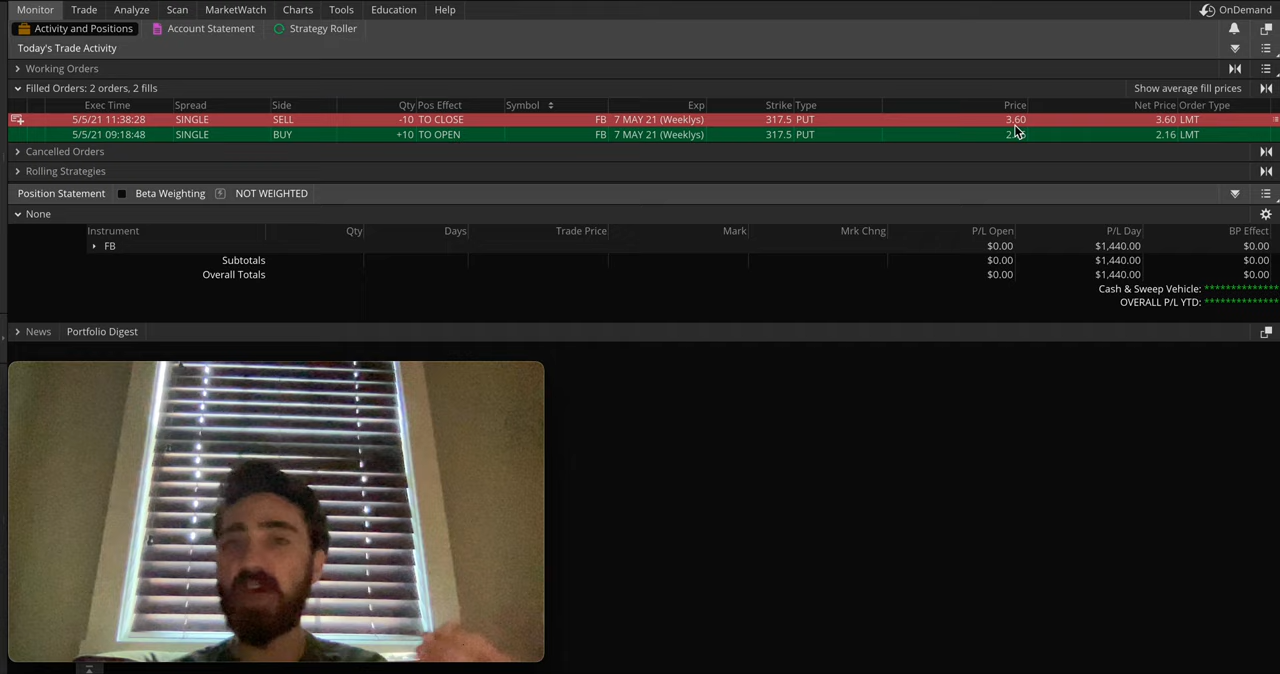 Monitor Trade Analyze Scan MarketWatch Charts Tools Education Help OnDemand
Activity and Positions Account Statement Strategy Roller
Today's Trade Activity
Working Orders
Filled Orders: 2 orders, 2 fills Show average fill prices
Exec Time Spread Side Qty Pos Effect Symbol Exp Strike Type Price Net Price Order Type
5/5/21 11:38:28 SINGLE SELL -10 TO CLOSE FB 7 MAY 21 (Weeklys) 317.5 PUT 3.60 3.60 LMT
5/5/21 09:18:48 SINGLE BUY +10 TO OPEN FB 7 MAY 21 (Weeklys) 317.5 PUT 2.16 LMT
Cancelled Orders
Rolling Strategies
Position Statement Beta Weighting NOT WEIGHTED
None
Instrument Qty Days Trade Price Mark Mrk Chng P/L Open P/L Day BP Effect
FB $0.00 $1,440.00 $0.00
Subtotals $0.00 $1,440.00 $0.00
Overall Totals $0.00 $1,440.00 $0.00
Cash & Sweep Vehicle: **************
OVERALL P/L YTD: **************
News Portfolio Digest